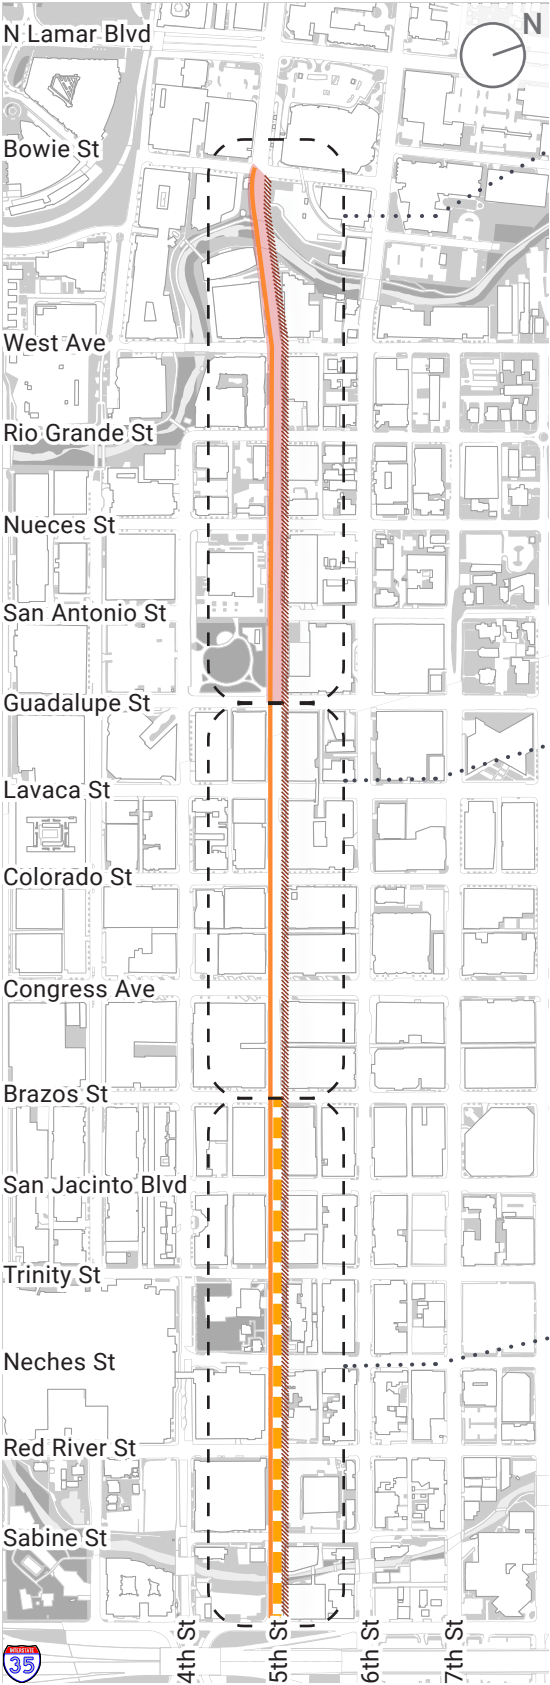 N Lamar Blvd
N
Bowie St
West Ave
Rio Grande St
Nueces St
San Antonio St
Guadalupe St
Lavaca St
Colorado St
Congress Ave
Brazos St
San Jacinto Blvd
Trinity St
Neches St
Red River St
Sabine St
4th St
5th St
6th St
7th St
INTERSTATE
35